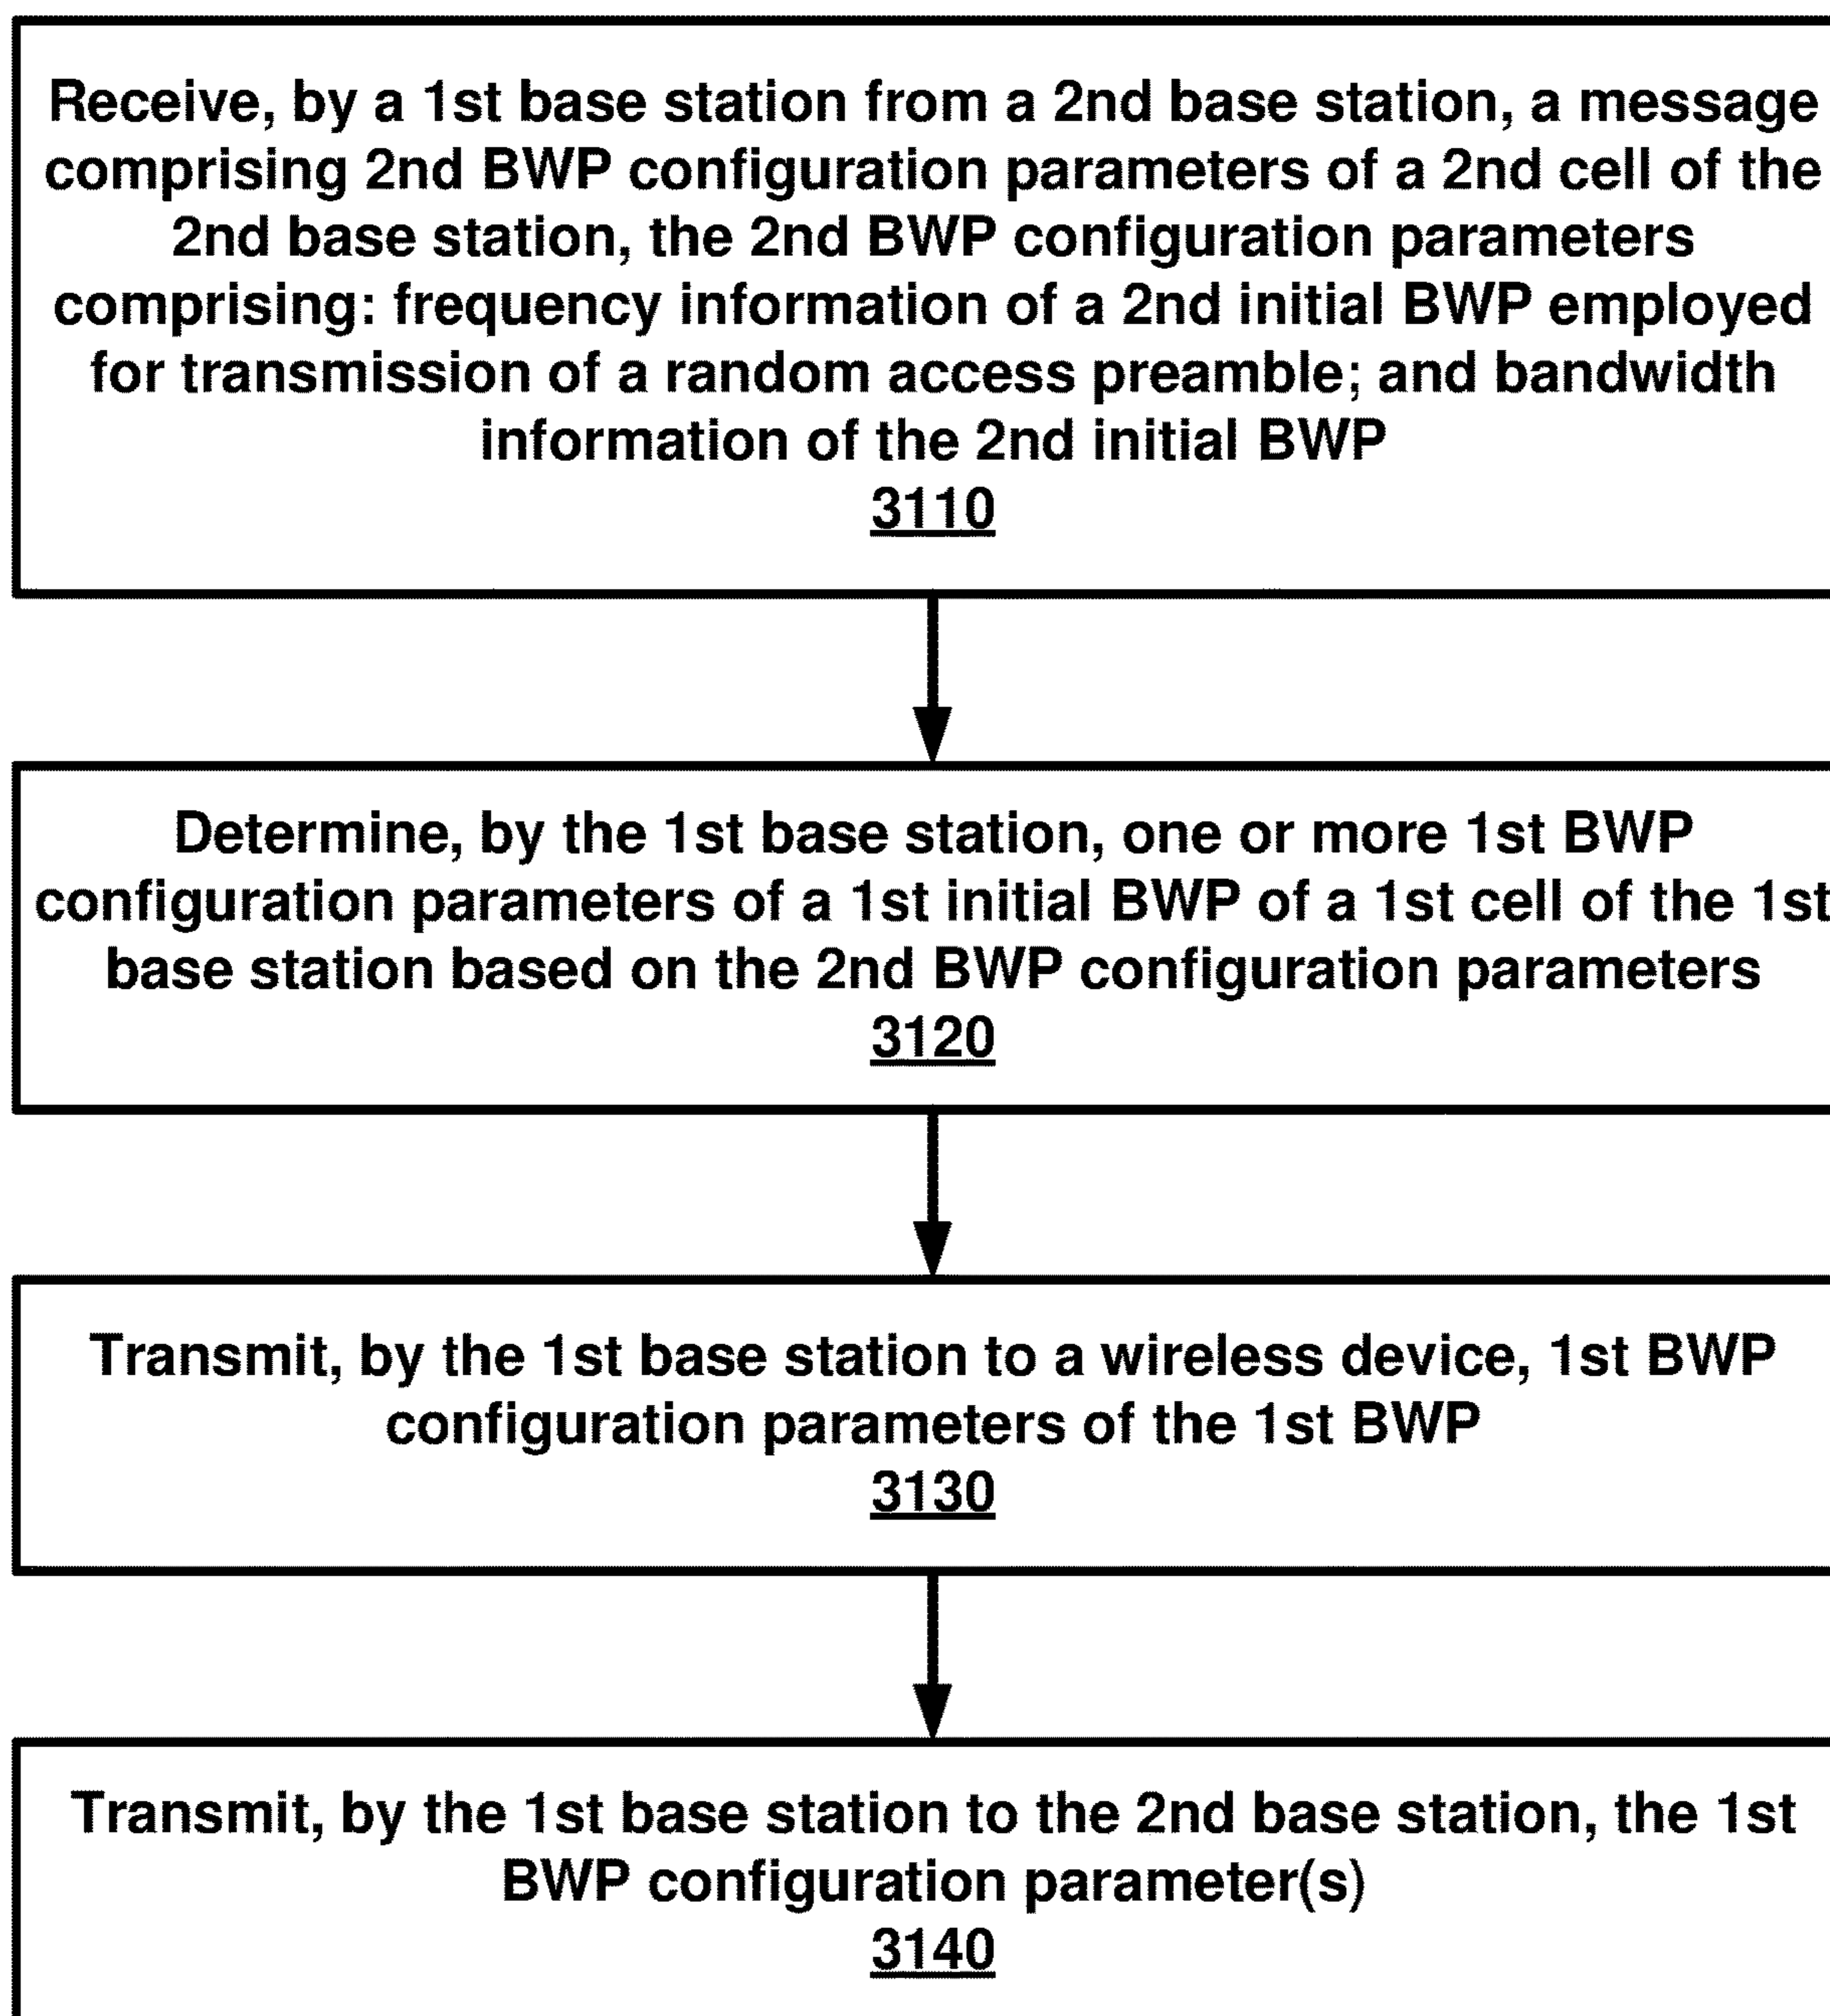 Receive, by a 1st base station from a 2nd base station, a message
comprising 2nd BWP configuration parameters of a 2nd cell of the
2nd base station, the 2nd BWP configuration parameters
comprising: frequency information of a 2nd initial BWP employed
for transmission of a random access preamble; and bandwidth
information of the 2nd initial BWP
3110
Determine, by the 1st base station, one or more 1st BWP
configuration parameters of a 1st initial BWP of a 1st cell of the 1st
base station based on the 2nd BWP configuration parameters
3120
Transmit, by the 1st base station to a wireless device, 1st BWP
configuration parameters of the 1st BWP
3130
Transmit, by the 1st base station to the 2nd base station, the 1st
BWP configuration parameter(s)
3140